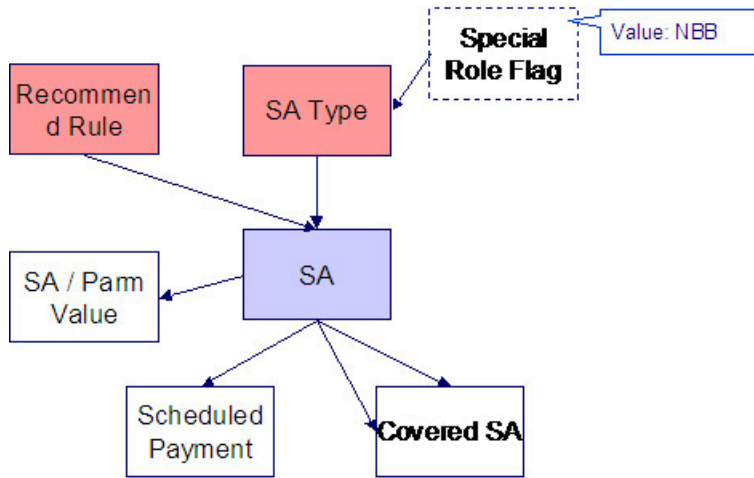 Special
Role Flag
Value: NBB
Recommen
d Rule
SA Type
SA
SA / Parm
Value
Scheduled
Payment
Covered SA